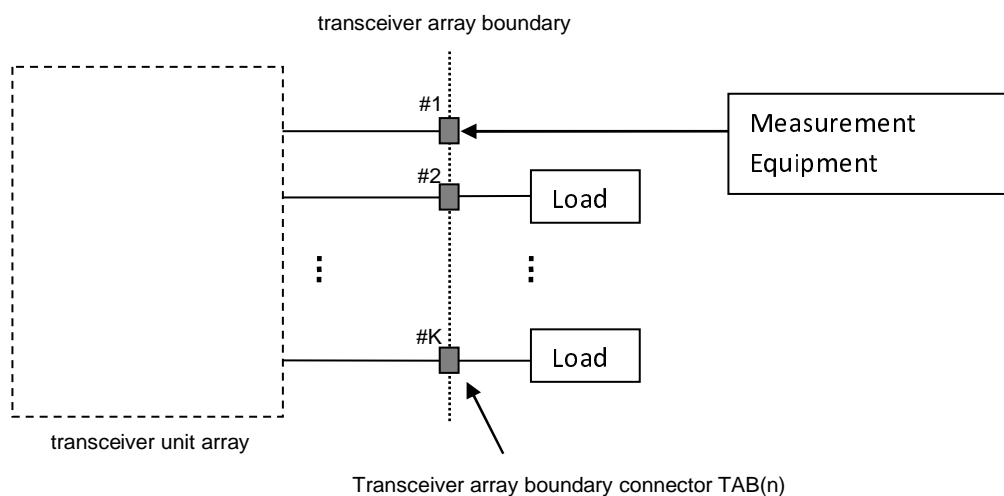 transceiver array boundary
#1
Measurement
Equipment
#2
Load
#K
Load
transceiver unit array
Transceiver array boundary connector TAB(n)